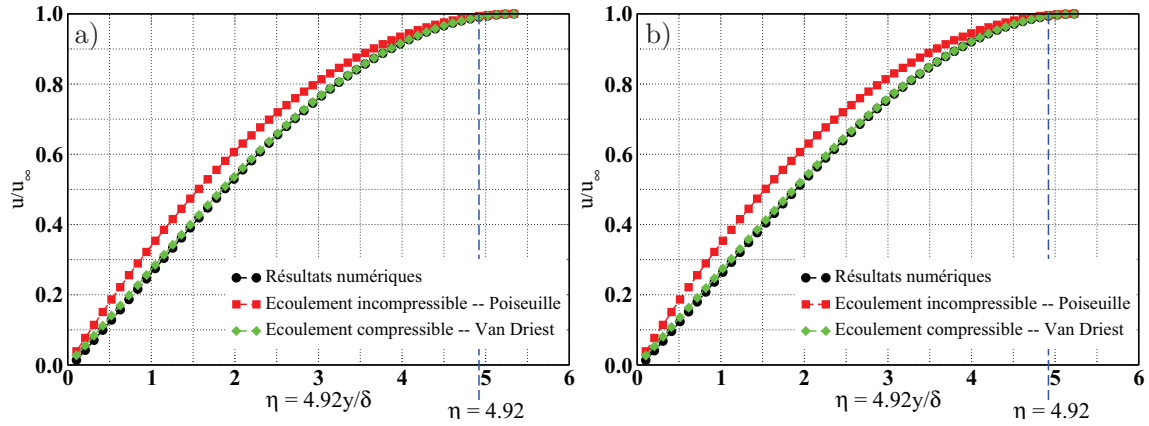 a)
u/u∞
1.0
0.8
0.6
0.4
0.2
0.0
Résultats numériques
Ecoulement incompressible -- Poiseuille
Ecoulement compressible -- Van Driest
0 1 2 3 4 5 6
η = 4.92y/δ
η = 4.92
b)
u/u∞
1.0
0.8
0.6
0.4
0.2
0.0
Résultats numériques
Ecoulement incompressible -- Poiseuille
Ecoulement compressible -- Van Driest
0 1 2 3 4 5 6
η = 4.92y/δ
η = 4.92